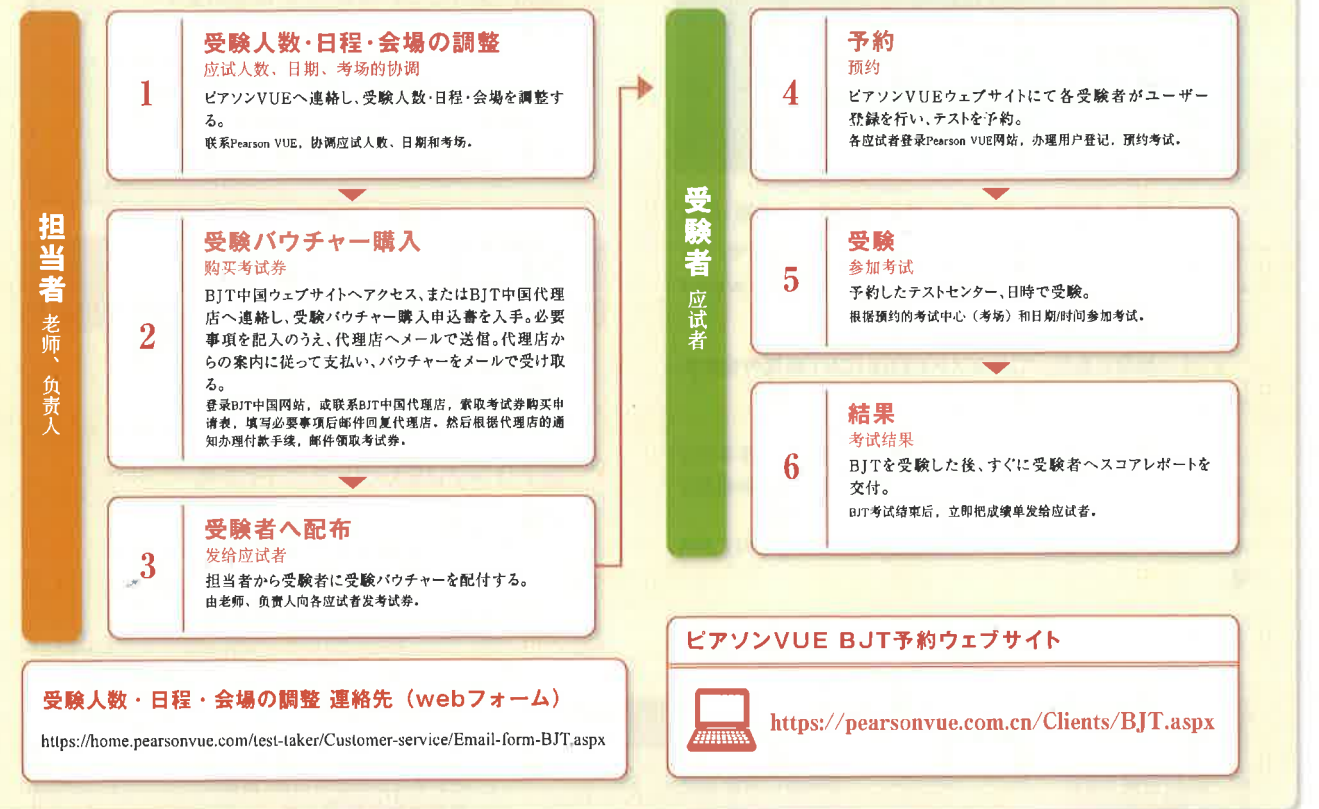 担当者 老师、负责人
1
受験人数･日程･会場の調整
应试人数、日期、考场的协调
ピアソンVUEへ連絡し、受験人数･日程･会場を調整す
る。
联系Pearson VUE，协调应试人数、日期和考场。
2
受験バウチャー購入
购买考试券
BJT中国ウェブサイトへアクセス、またはBJT中国代理
店へ連絡し、受験バウチャー購入申込書を入手。必要
事項を記入のうえ、代理店へメールで送信。代理店か
らの案内に従って支払い、バウチャーをメールで受け取
る。
登录BJT中国网站，或联系BJT中国代理店，索取考试券购买申
请表，填写必要事项后邮件回复代理店。然后根据代理店的通
知办理付款手续，邮件领取考试券。
3
受験者へ配布
发给应试者
担当者から受験者に受験バウチャーを配付する。
由老师、负责人向各应试者发考试券。
受験者 应试者
4
予約
预约
ピアソンVUEウェブサイトにて各受験者がユーザー
登録を行い、テストを予約。
各应试者登录Pearson VUE网站，办理用户登记，预约考试。
5
受験
参加考试
予約したテストセンター、日時で受験。
根据预约的考试中心（考场）和日期/时间参加考试。
6
結果
考试结果
BJTを受験した後、すぐに受験者へスコアレポートを
交付。
BJT考试结束后，立即把成绩单发给应试者。
受験人数・日程・会場の調整 連絡先（webフォーム）
https://home.pearsonvue.com/test-taker/Customer-service/Email-form-BJT.aspx
ピアソンVUE BJT予約ウェブサイト
https://pearsonvue.com.cn/Clients/BJT.aspx